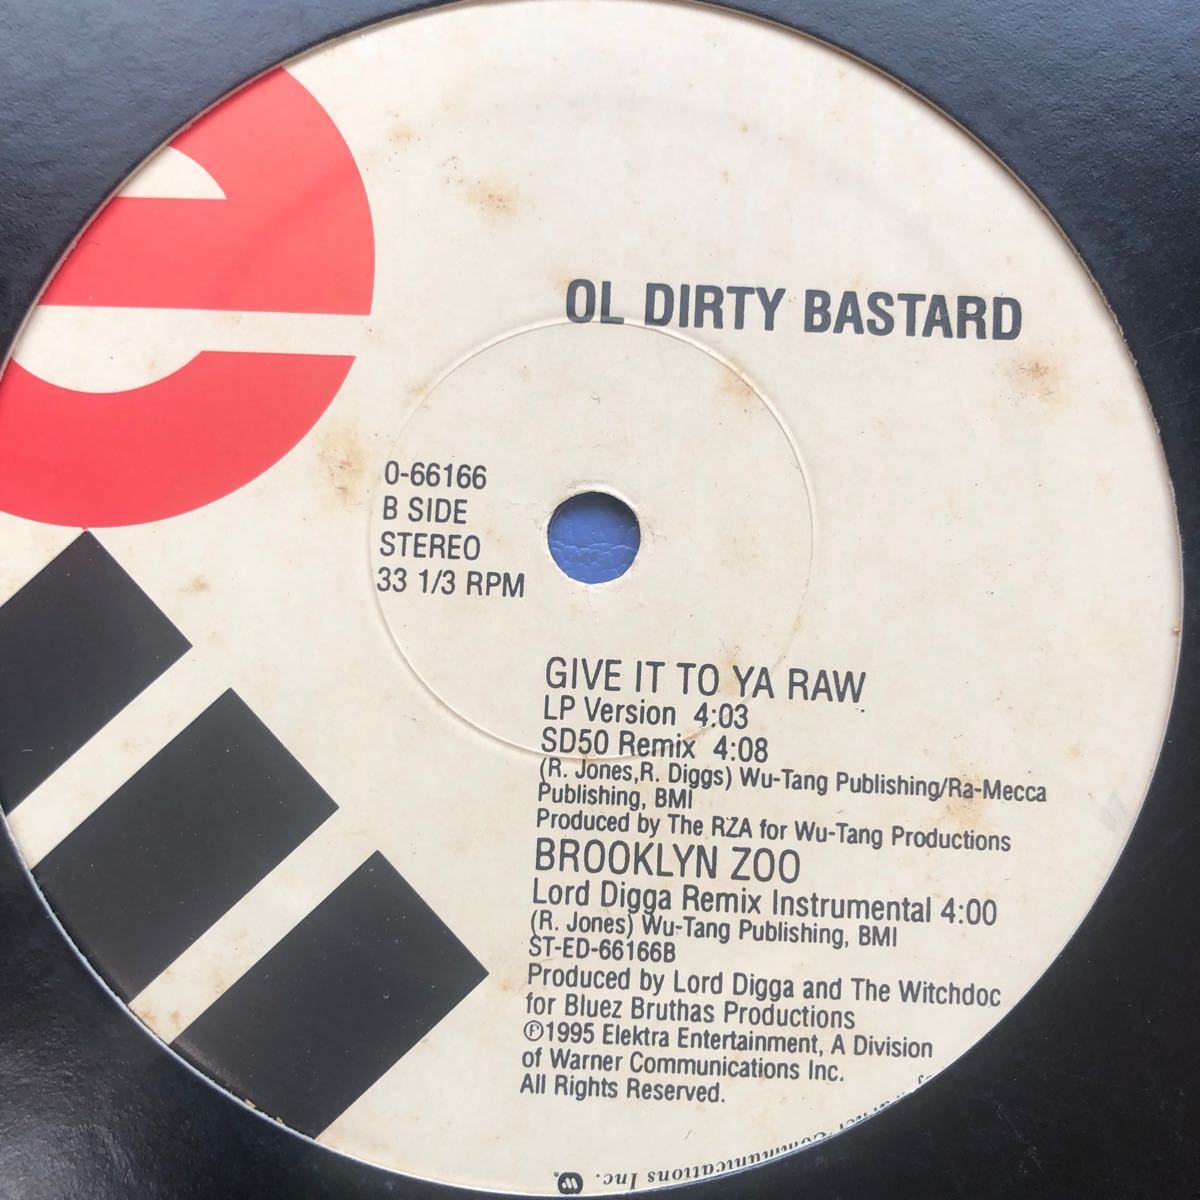 OL DIRTY BASTARD
0-66166
B SIDE
STEREO
33 1/3 RPM
GIVE IT TO YA RAW
LP Version 4:03
SD50 Remix 4:08
(R. Jones,R. Diggs) Wu-Tang Publishing/Ra-Mecca
Publishing, BMI
Produced by The RZA for Wu-Tang Productions
BROOKLYN ZOO
Lord Digga Remix Instrumental 4:00
(R. Jones) Wu-Tang Publishing, BMI
ST-ED-66166B
Produced by Lord Digga and The Witchdoc
for Bluez Bruthas Productions
℗1995 Elektra Entertainment, A Division
of Warner Communications Inc.
All Rights Reserved.
Communications Inc.